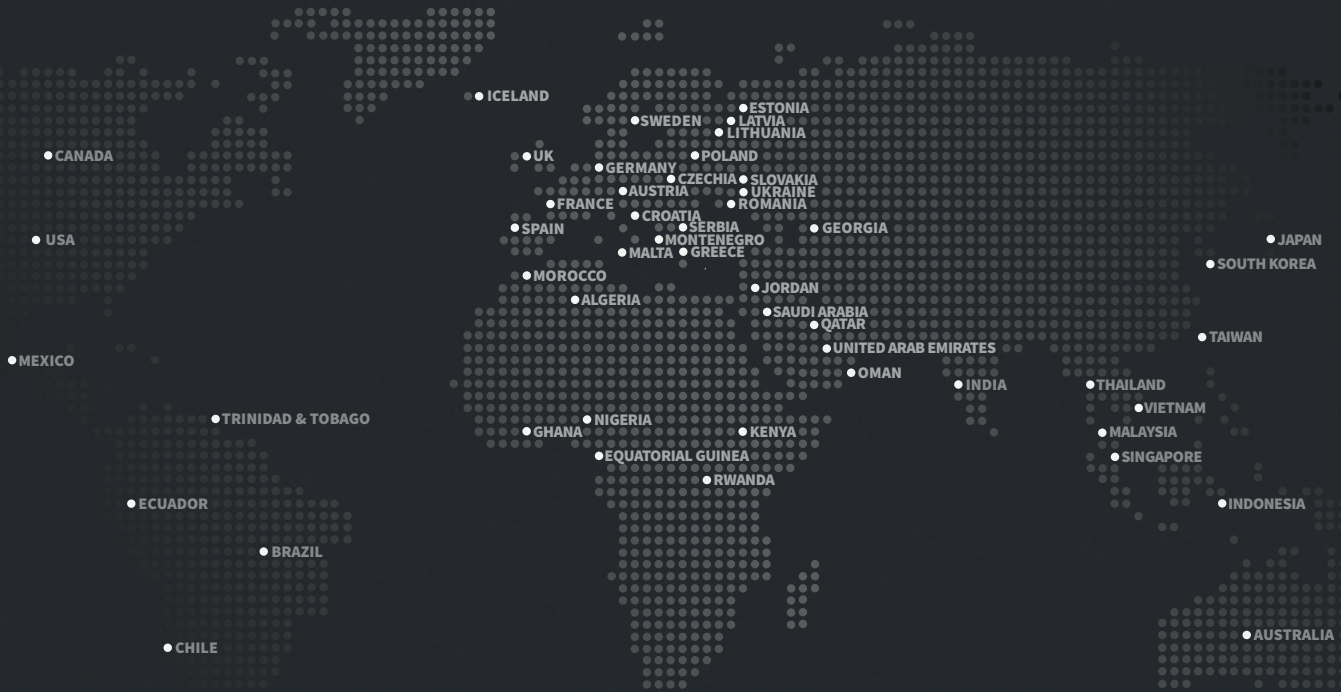 ICELAND
ESTONIA
SWEDEN
LATVIA
LITHUANIA
CANADA
UK
POLAND
GERMANY
CZECHIA
SLOVAKIA
AUSTRIA
UKRAINE
FRANCE
ROMANIA
CROATIA
SPAIN
SERBIA
GEORGIA
USA
MONTENEGRO
JAPAN
MALTA
GREECE
SOUTH KOREA
MOROCCO
JORDAN
ALGERIA
SAUDI ARABIA
QATAR
TAIWAN
UNITED ARAB EMIRATES
MEXICO
OMAN
INDIA
THAILAND
VIETNAM
TRINIDAD & TOBAGO
NIGERIA
GHANA
KENYA
MALAYSIA
EQUATORIAL GUINEA
SINGAPORE
RWANDA
ECUADOR
INDONESIA
BRAZIL
AUSTRALIA
CHILE